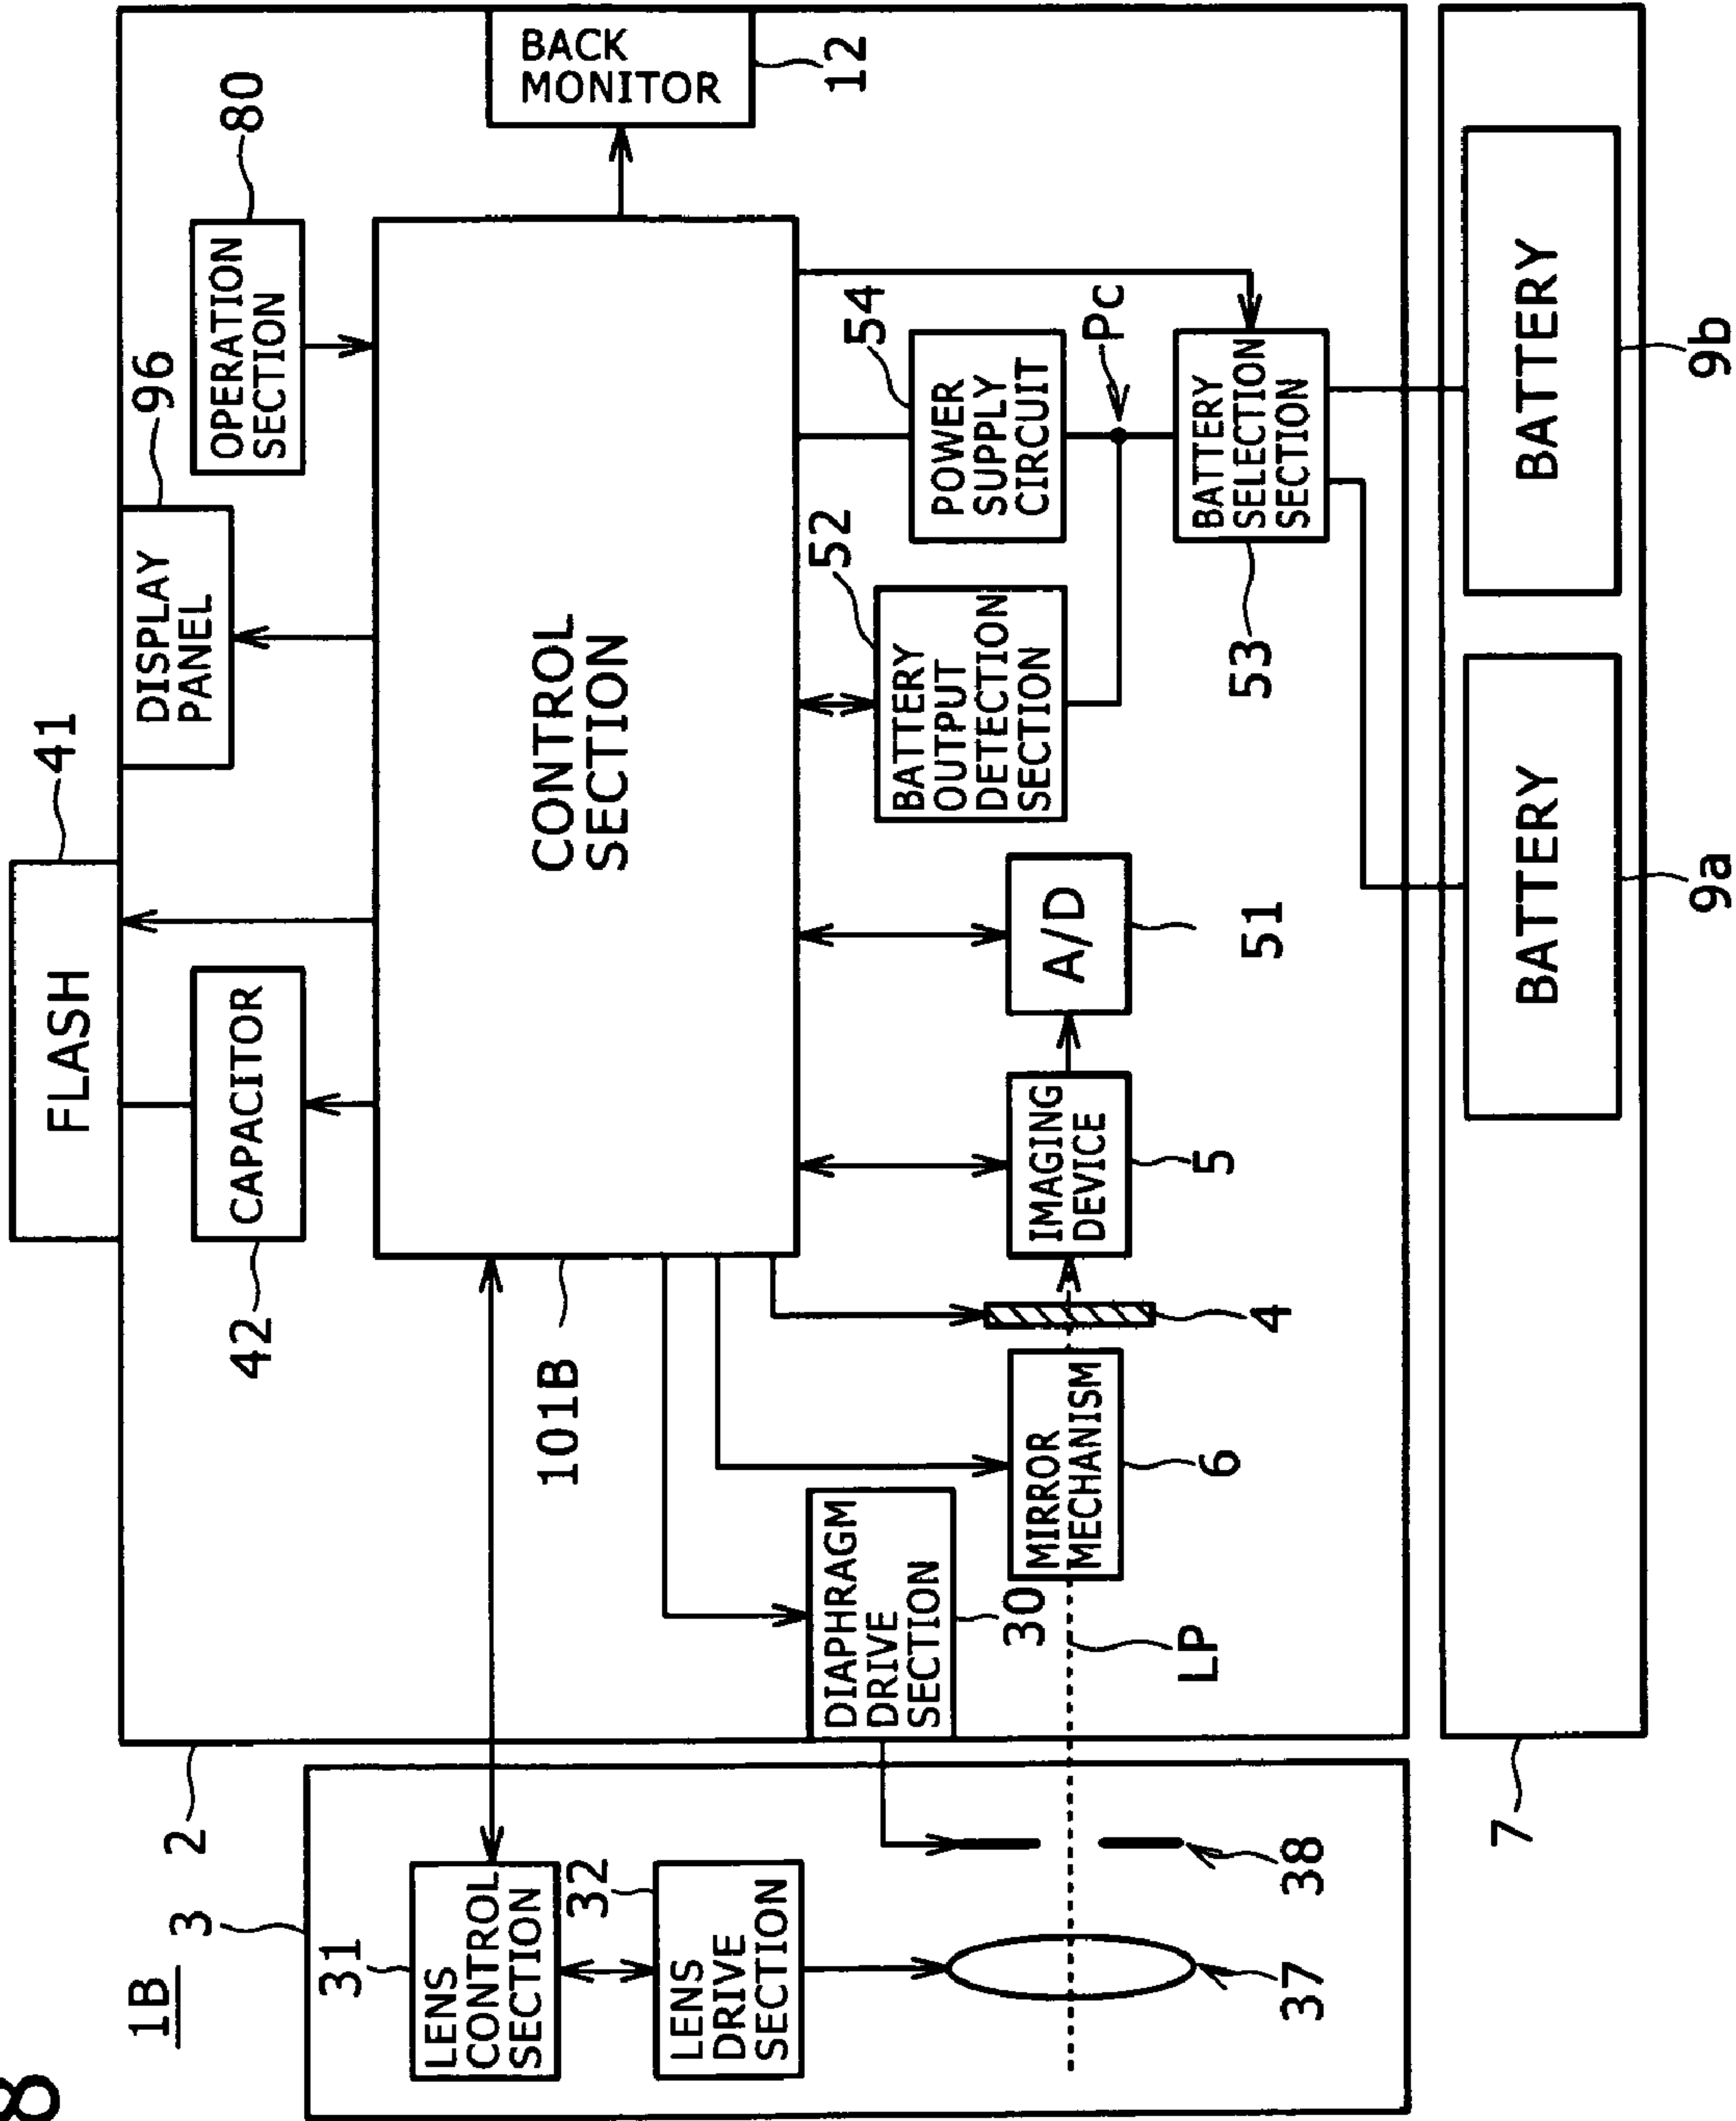 8
1B
3
2
31
LENS
CONTROL
SECTION
32
LENS
DRIVE
SECTION
37
38
FLASH
41
CAPACITOR
42
DISPLAY
PANEL
96
OPERATION
SECTION
80
BACK
MONITOR
12
CONTROL
SECTION
101B
DIAPHRAGM
DRIVE
SECTION
30
MIRROR
MECHANISM
6
LP
4
IMAGING
DEVICE
5
A/D
51
BATTERY
OUTPUT
DETECTION
SECTION
52
POWER
SUPPLY
CIRCUIT
54
Pc
BATTERY
SELECTION
SECTION
53
7
BATTERY
9a
BATTERY
9b